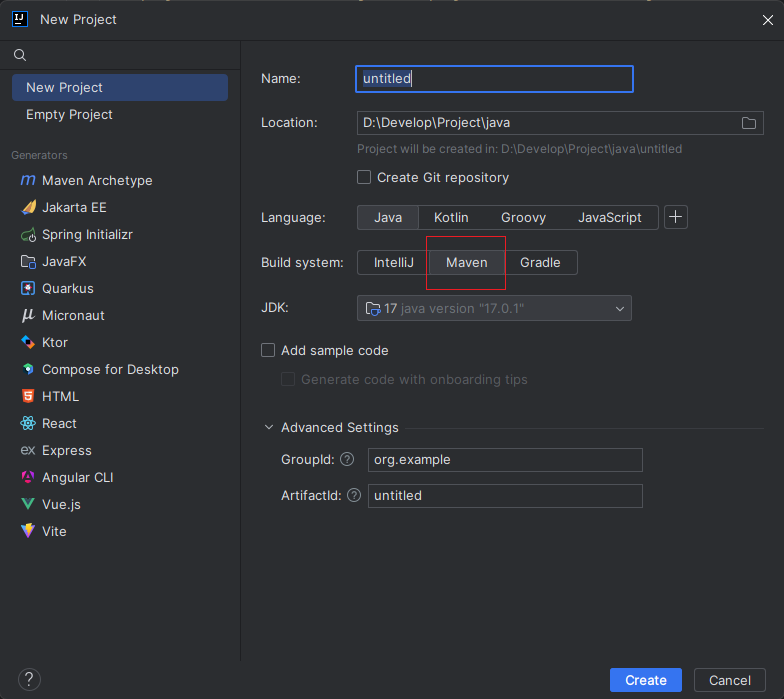 New Project
New Project
Empty Project
Generators
Maven Archetype
Jakarta EE
Spring Initializr
JavaFX
Quarkus
Micronaut
Ktor
Compose for Desktop
HTML
React
ex Express
Angular CLI
Vue.js
Vite
Name: untitled
Location: D:\Develop\Project\java
Project will be created in: D:\Develop\Project\java\untitled
Create Git repository
Language: Java Kotlin Groovy JavaScript
Build system: IntelliJ Maven Gradle
JDK: 17 java version "17.0.1"
Add sample code
Generate code with onboarding tips
Advanced Settings
GroupId: ? org.example
ArtifactId: ? untitled
? Create Cancel